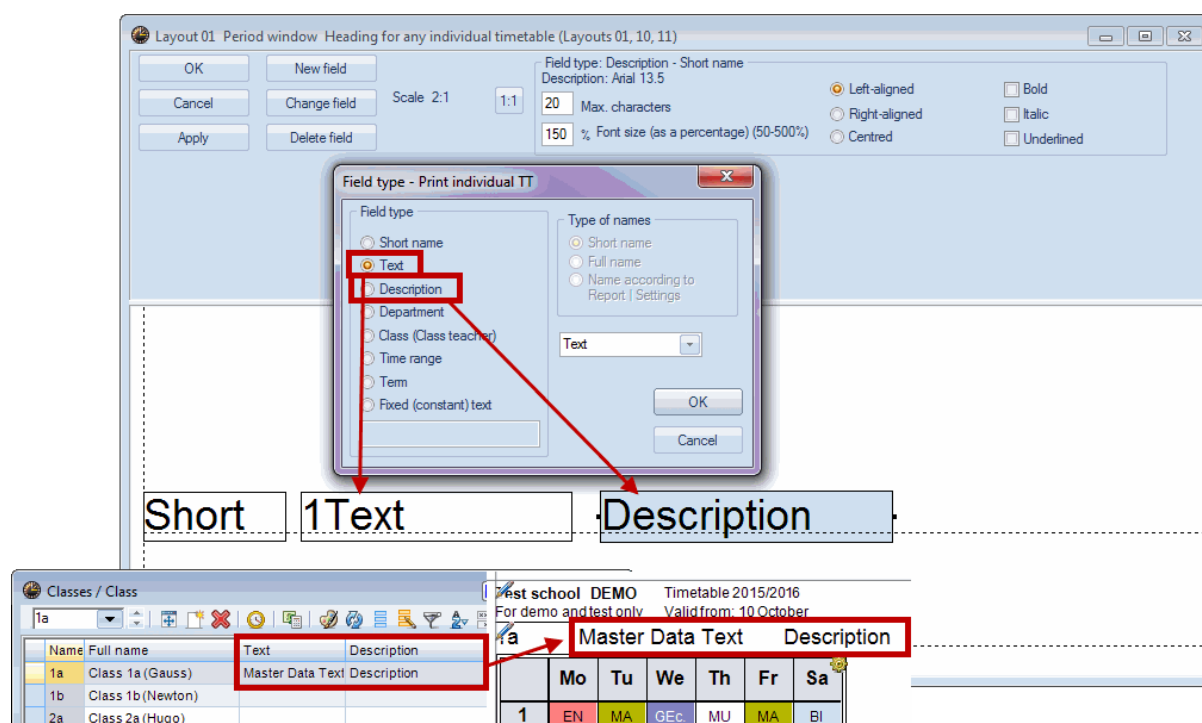 Layout 01 Period window Heading for any individual timetable (Layouts 01, 10, 11)
OK
New field
Cancel
Change field
Scale 2:1
1:1
Apply
Delete field
Field type: Description - Short name
Description: Arial 13.5
20 Max. characters
150 % Font size (as a percentage) (50-500%)
Left-aligned
Right-aligned
Centred
Bold
Italic
Underlined
Field type - Print individual TT
Field type
Short name
Text
Description
Department
Class (Class teacher)
Time range
Term
Fixed (constant) text
Type of names
Short name
Full name
Name according to
Report | Settings
Text
OK
Cancel
Short 1Text Description
Classes / Class
1a
Name Full name Text Description
1a Class 1a (Gauss) Master Data Text Description
1b Class 1b (Newton)
2a Class 2a (Hugo)
Test school DEMO Timetable 2015/2016
For demo and test only Valid from: 10 October
1a Master Data Text Description
Mo Tu We Th Fr Sa
1 EN MA GEc. MU MA BI